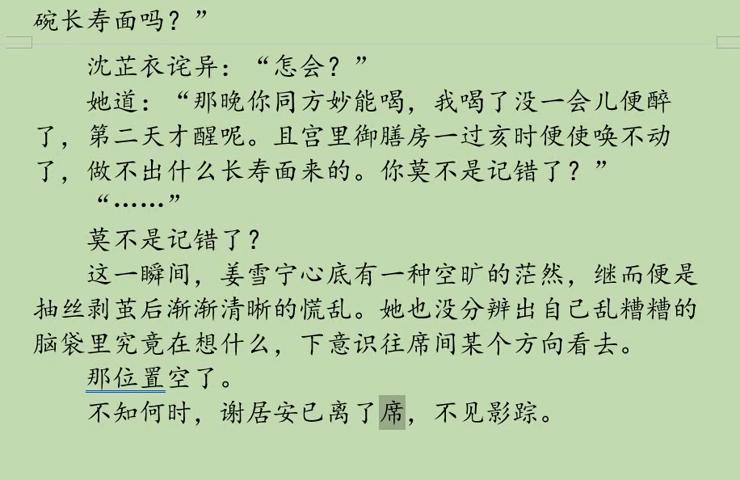 碗长寿面吗？”
沈芷衣诧异：“怎会？”
她道：“那晚你同方妙能喝，我喝了没一会儿便醉
了，第二天才醒呢。且宫里御膳房一过亥时便使唤不动
了，做不出什么长寿面来的。你莫不是记错了？”
“……”
莫不是记错了？
这一瞬间，姜雪宁心底有一种空旷的茫然，继而便是
抽丝剥茧后渐渐清晰的慌乱。她也没分辨出自己乱糟糟的
脑袋里究竟在想什么，下意识往席间某个方向看去。
那位置空了。
不知何时，谢居安已离了席，不见影踪。